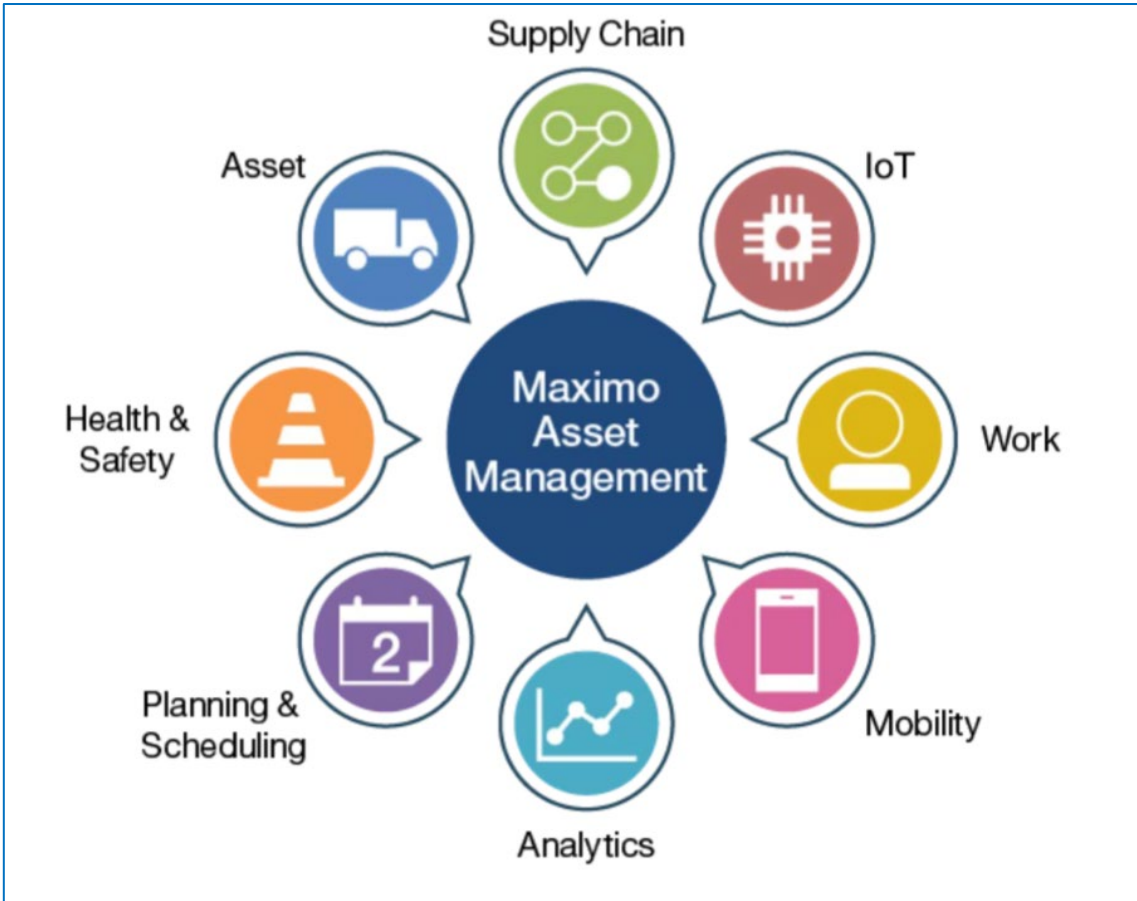 Supply Chain
Asset
IoT
Health &
Safety
Maximo
Asset
Management
Work
2
Planning &
Scheduling
Mobility
Analytics